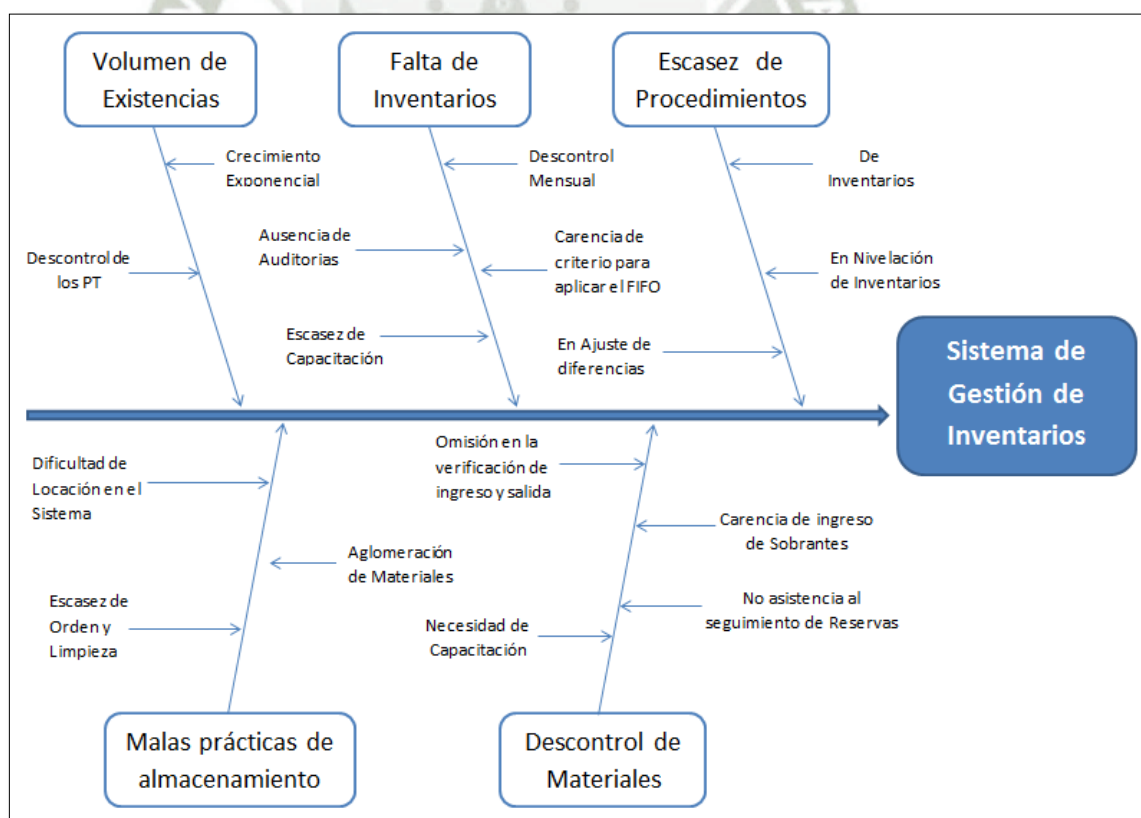 Volumen de
Existencias
Falta de
Inventarios
Escasez de
Procedimientos
Crecimiento
Exponencial
Descontrol de
los PT
Descontrol
Mensual
Ausencia de
Auditorias
Carencia de
criterio para
aplicar el FIFO
Escasez de
Capacitación
De
Inventarios
En Nivelación
de Inventarios
En Ajuste de
diferencias
Sistema de
Gestión de
Inventarios
Dificultad de
Locación en el
Sistema
Aglomeración
de Materiales
Escasez de
Orden y
Limpieza
Omisión en la
verificación de
ingreso y salida
Carencia de ingreso
de Sobrantes
No asistencia al
seguimiento de Reservas
Necesidad de
Capacitación
Malas prácticas de
almacenamiento
Descontrol de
Materiales